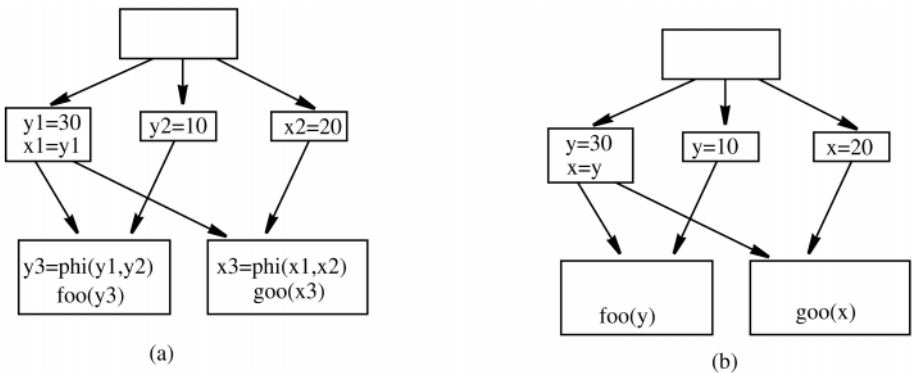 y1=30
x1=y1
y2=10
x2=20
y3=phi(y1,y2)
foo(y3)
x3=phi(x1,x2)
goo(x3)
(a)
y=30
x=y
y=10
x=20
foo(y)
goo(x)
(b)